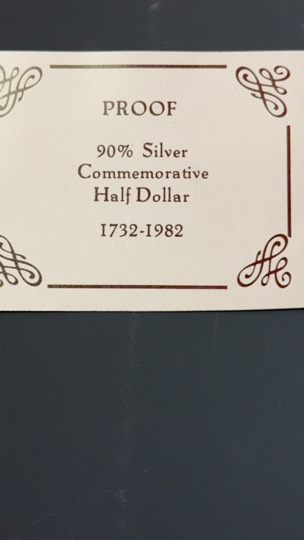 PROOF
90% Silver
Commemorative
Half Dollar
1732-1982